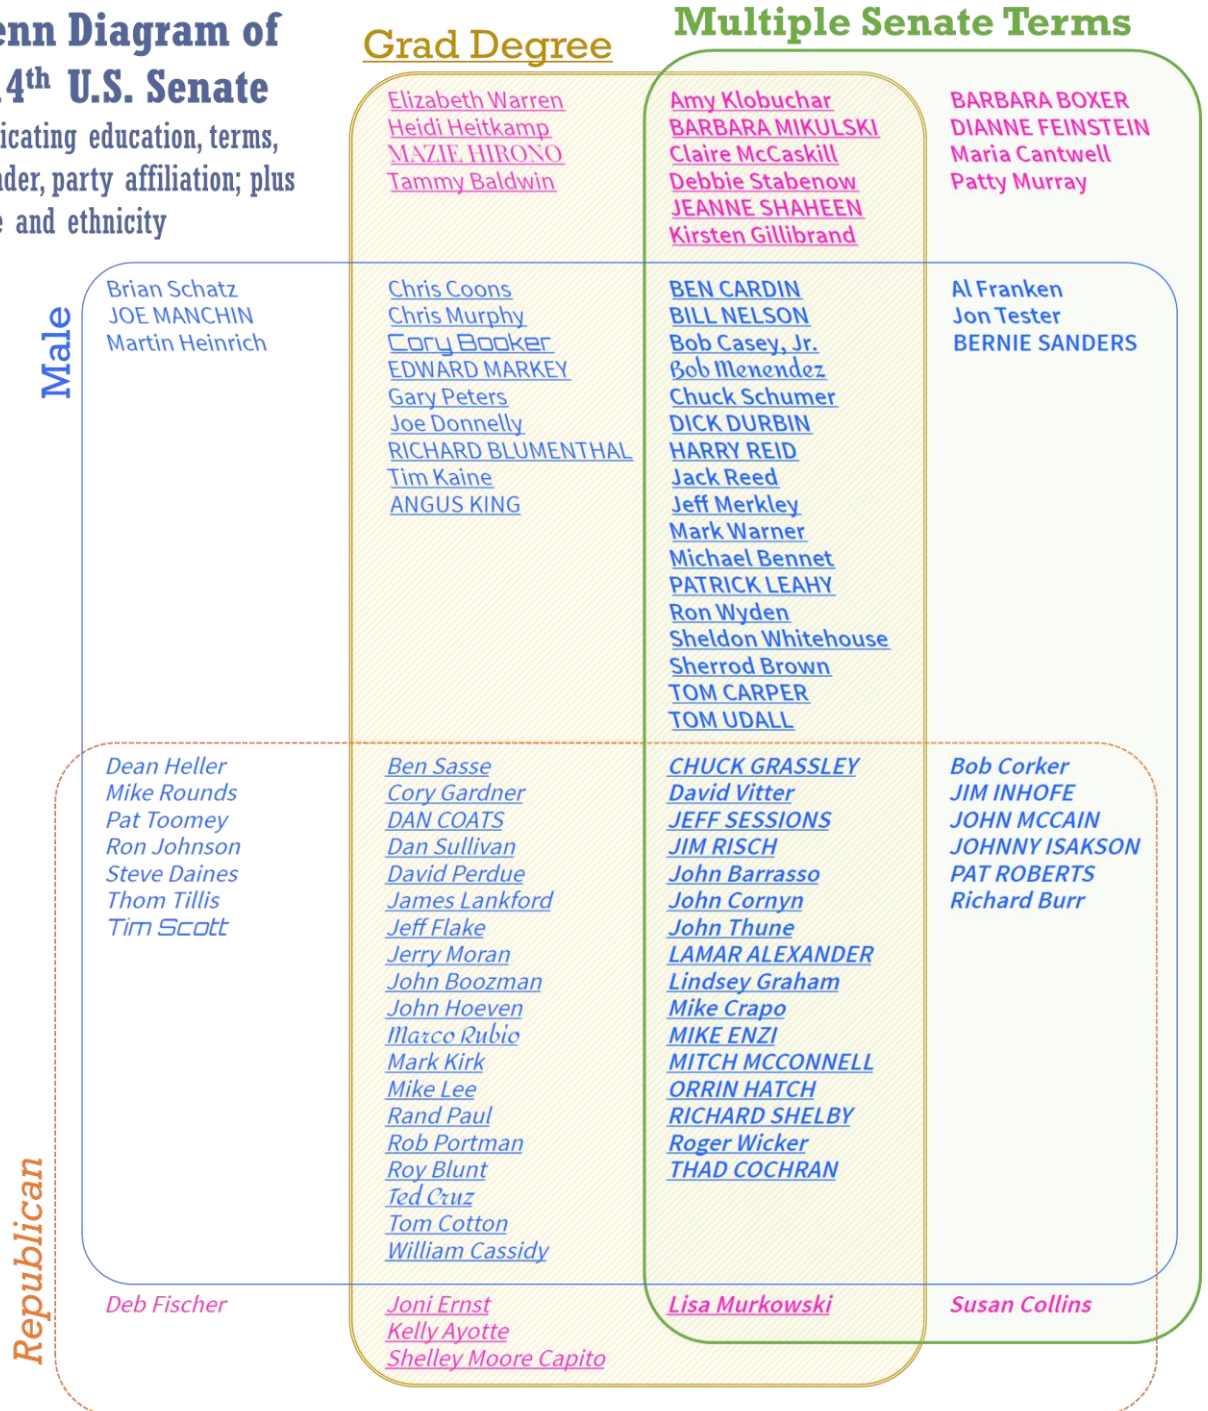 enn Diagram of
4th U.S. Senate
icating education, terms,
der, party affiliation; plus
e and ethnicity
Grad Degree
Multiple Senate Terms
Elizabeth Warren
Heidi Heitkamp
MAZIE HIRONO
Tammy Baldwin
Amy Klobuchar
BARBARA MIKULSKI
Claire McCaskill
Debbie Stabenow
JEANNE SHAHEEN
Kirsten Gillibrand
BARBARA BOXER
DIANNE FEINSTEIN
Maria Cantwell
Patty Murray
Male
Brian Schatz
JOE MANCHIN
Martin Heinrich
Chris Coons
Chris Murphy
Cory Booker
EDWARD MARKEY
Gary Peters
Joe Donnelly
RICHARD BLUMENTHAL
Tim Kaine
ANGUS KING
BEN CARDIN
BILL NELSON
Bob Casey, Jr.
Bob Menendez
Chuck Schumer
DICK DURBIN
HARRY REID
Jack Reed
Jeff Merkley
Mark Warner
Michael Bennet
PATRICK LEAHY
Ron Wyden
Sheldon Whitehouse
Sherrod Brown
TOM CARPER
TOM UDALL
Al Franken
Jon Tester
BERNIE SANDERS
Republican
Dean Heller
Mike Rounds
Pat Toomey
Ron Johnson
Steve Daines
Thom Tillis
Tim Scott
Ben Sasse
Cory Gardner
DAN COATS
Dan Sullivan
David Perdue
James Lankford
Jeff Flake
Jerry Moran
John Boozman
John Hoeven
Marco Rubio
Mark Kirk
Mike Lee
Rand Paul
Rob Portman
Roy Blunt
Ted Cruz
Tom Cotton
William Cassidy
CHUCK GRASSLEY
David Vitter
JEFF SESSIONS
JIM RISCH
John Barrasso
John Cornyn
John Thune
LAMAR ALEXANDER
Lindsey Graham
Mike Crapo
MIKE ENZI
MITCH MCCONNELL
ORRIN HATCH
RICHARD SHELBY
Roger Wicker
THAD COCHRAN
Bob Corker
JIM INHOFE
JOHN MCCAIN
JOHNNY ISAKSON
PAT ROBERTS
Richard Burr
Deb Fischer
Joni Ernst
Kelly Ayotte
Shelley Moore Capito
Lisa Murkowski
Susan Collins